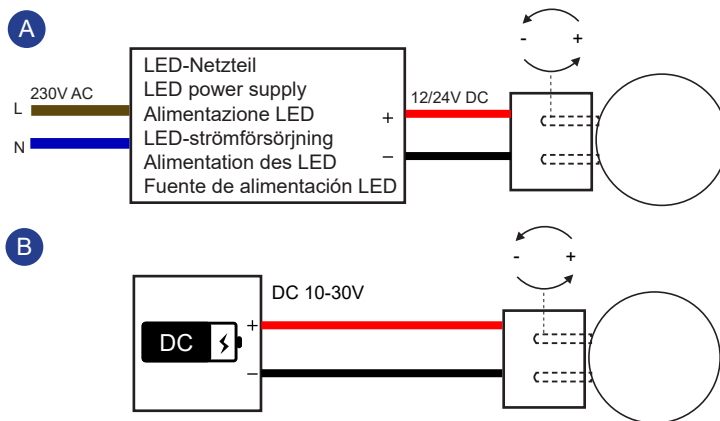 A
230V AC
L
N
LED-Netzteil
LED power supply
Alimentazione LED
LED-strömförsörjning
Alimentation des LED
Fuente de alimentación LED
+
−
12/24V DC
- +
B
DC
+
−
DC 10-30V
- +